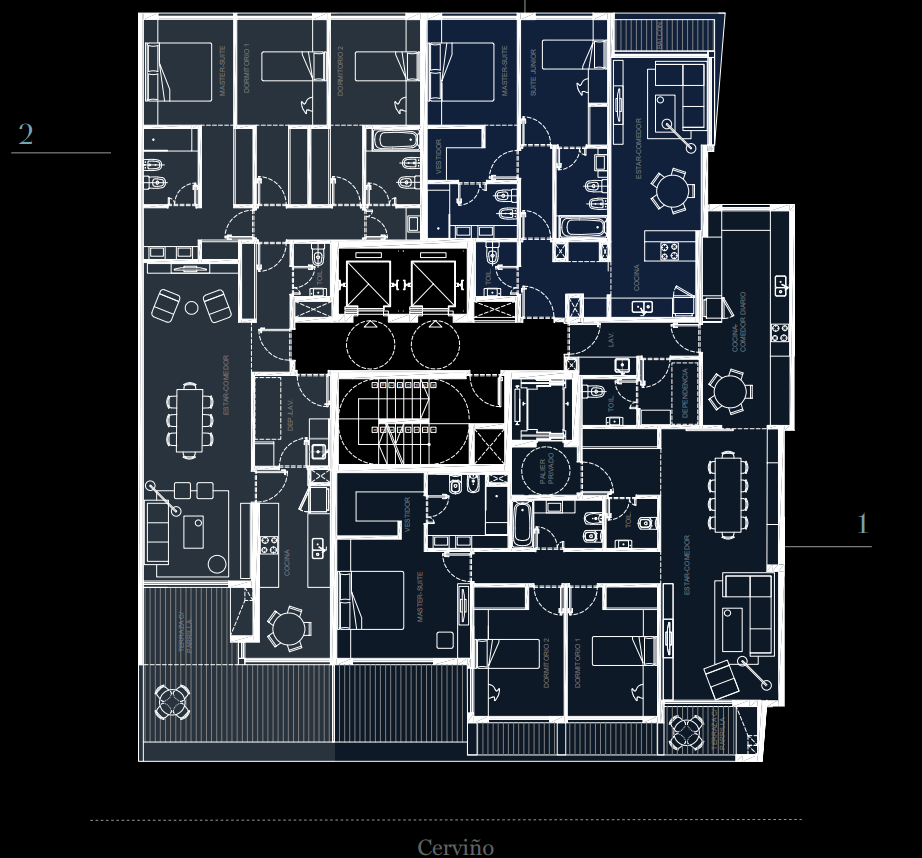 MASTER-SUITE
DORMITORIO 1
DORMITORIO 2
MASTER-SUITE
SUITE JUNIOR
BALCON
2
VESTIDOR
ESTAR-COMEDOR
TOIL.
TOIL.
COCINA
COCINA-
COMEDOR DIARIO
LAV.
ESTAR-COMEDOR
DEP./LAV.
TOIL.
DEPENDENCIA
PALIER
PRIVADO
VESTIDOR
TOIL.
1
COCINA
ESTAR-COMEDOR
MASTER-SUITE
TERRAZA C/
PARRILLA
DORMITORIO 2
DORMITORIO 1
TERRAZA C/
PARRILLA
Cerviño